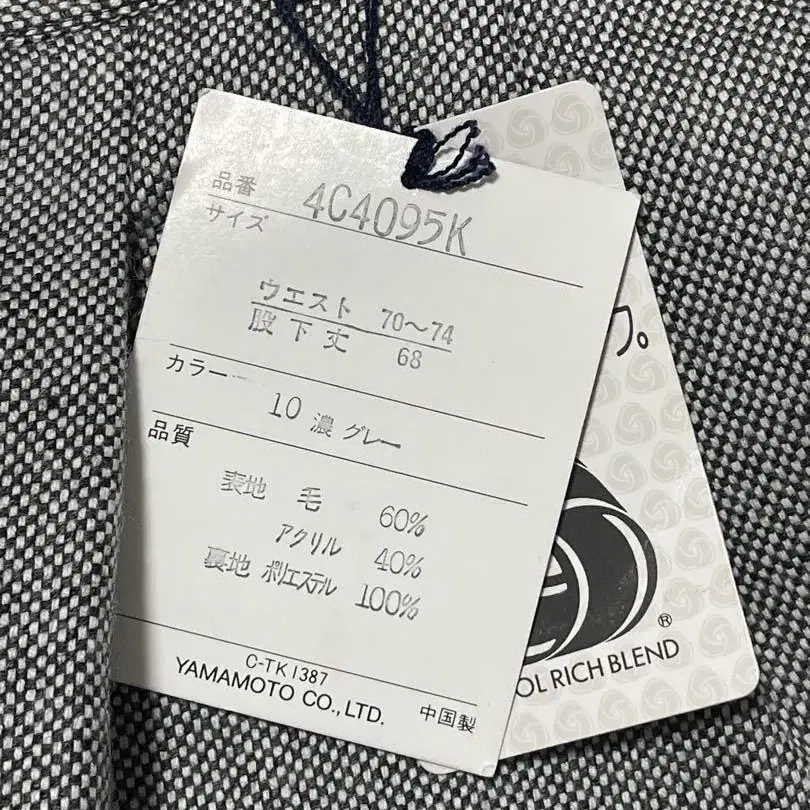 品番 4C4095K
サイズ
ウエスト 70～74
股下丈 68
カラー
10 濃グレー
品質
表地 毛 60%
アクリル 40%
裏地 ポリエステル 100%
C-TK1387
YAMAMOTO CO., LTD. 中国製
OL RICH BLEND
®